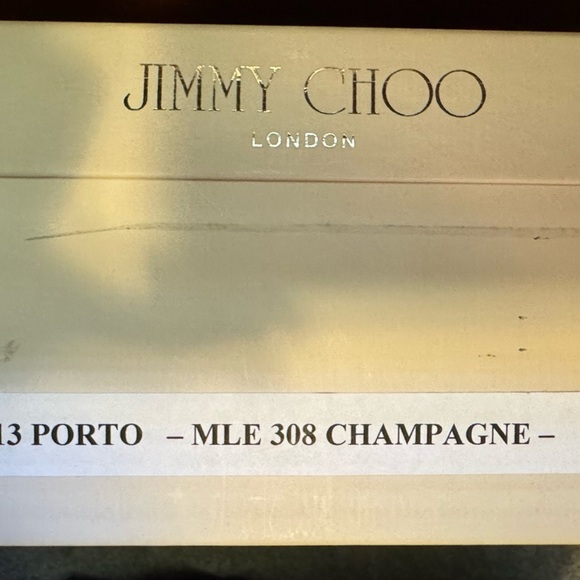 JIMMY CHOO
LONDON
13 PORTO – MLE 308 CHAMPAGNE –